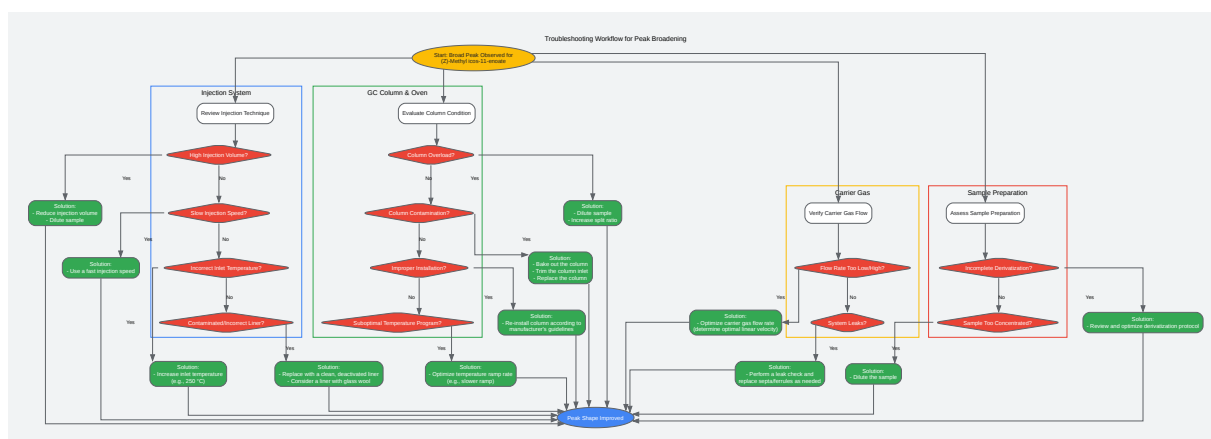 Troubleshooting Workflow for Peak Broadening
Start: Broad Peak Observed for
(Z)-Methyl icos-11-enoate
Injection System
Review Injection Technique
High Injection Volume?
Yes
No
Solution:
- Reduce injection volume
- Dilute sample
Slow Injection Speed?
Yes
No
Solution:
- Use a fast injection speed
Incorrect Inlet Temperature?
Yes
No
Solution:
- Increase inlet temperature
(e.g., 250 °C)
Contaminated/Incorrect Liner?
Yes
Solution:
- Replace with a clean, deactivated liner
- Consider a liner with glass wool
GC Column & Oven
Evaluate Column Condition
Column Overload?
No
Yes
Solution:
- Dilute sample
- Increase split ratio
Column Contamination?
No
Yes
Solution:
- Bake out the column
- Trim the column inlet
- Replace the column
Improper Installation?
No
Yes
Solution:
- Re-install column according to
manufacturer's guidelines
Suboptimal Temperature Program?
Yes
Solution:
- Optimize temperature ramp rate
(e.g., slower ramp)
Carrier Gas
Verify Carrier Gas Flow
Flow Rate Too Low/High?
Yes
No
Solution:
- Optimize carrier gas flow rate
(determine optimal linear velocity)
System Leaks?
Yes
Solution:
- Perform a leak check and
replace septa/ferrules as needed
Sample Preparation
Assess Sample Preparation
Incomplete Derivatization?
No
Yes
Solution:
- Review and optimize derivatization protocol
Sample Too Concentrated?
Yes
Solution:
- Dilute the sample
Peak Shape Improved